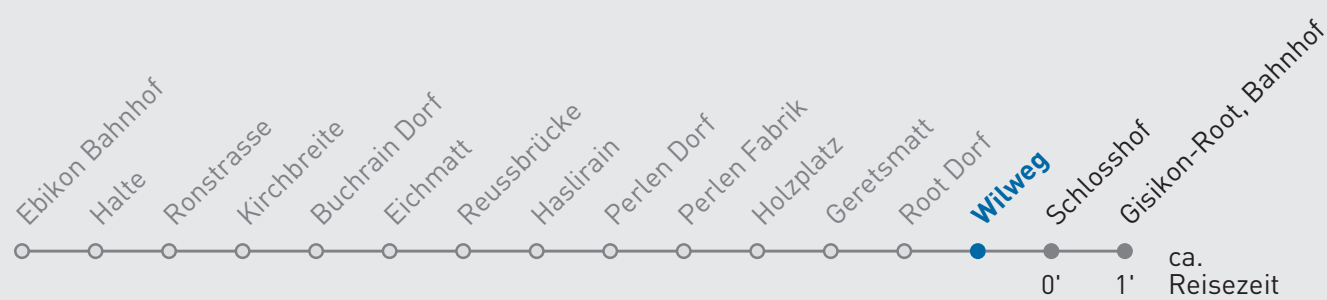 Ebikon Bahnhof
Halte
Ronstrasse
Kirchbreite
Buchrain Dorf
Eichmatt
Reussbrücke
Haslirain
Perlen Dorf
Perlen Fabrik
Holzplatz
Geretsmatt
Root Dorf
Wilweg
Schlosshof
Gisikon-Root, Bahnhof
ca.
0' 1' Reisezeit